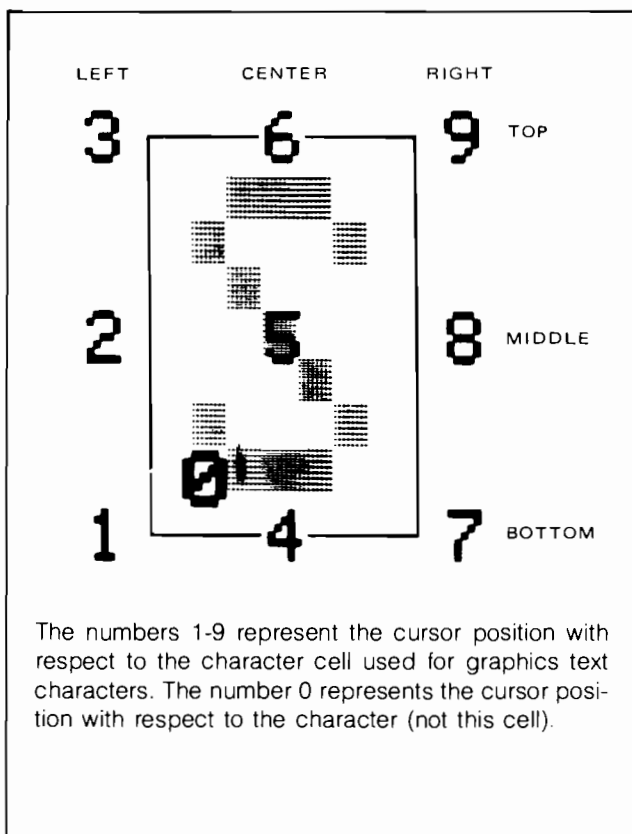 LEFT CENTER RIGHT
3 6 9 TOP
2 5 8 MIDDLE
0
1 4 7 BOTTOM
The numbers 1-9 represent the cursor position with
respect to the character cell used for graphics text
characters. The number 0 represents the cursor posi-
tion with respect to the character (not this cell).